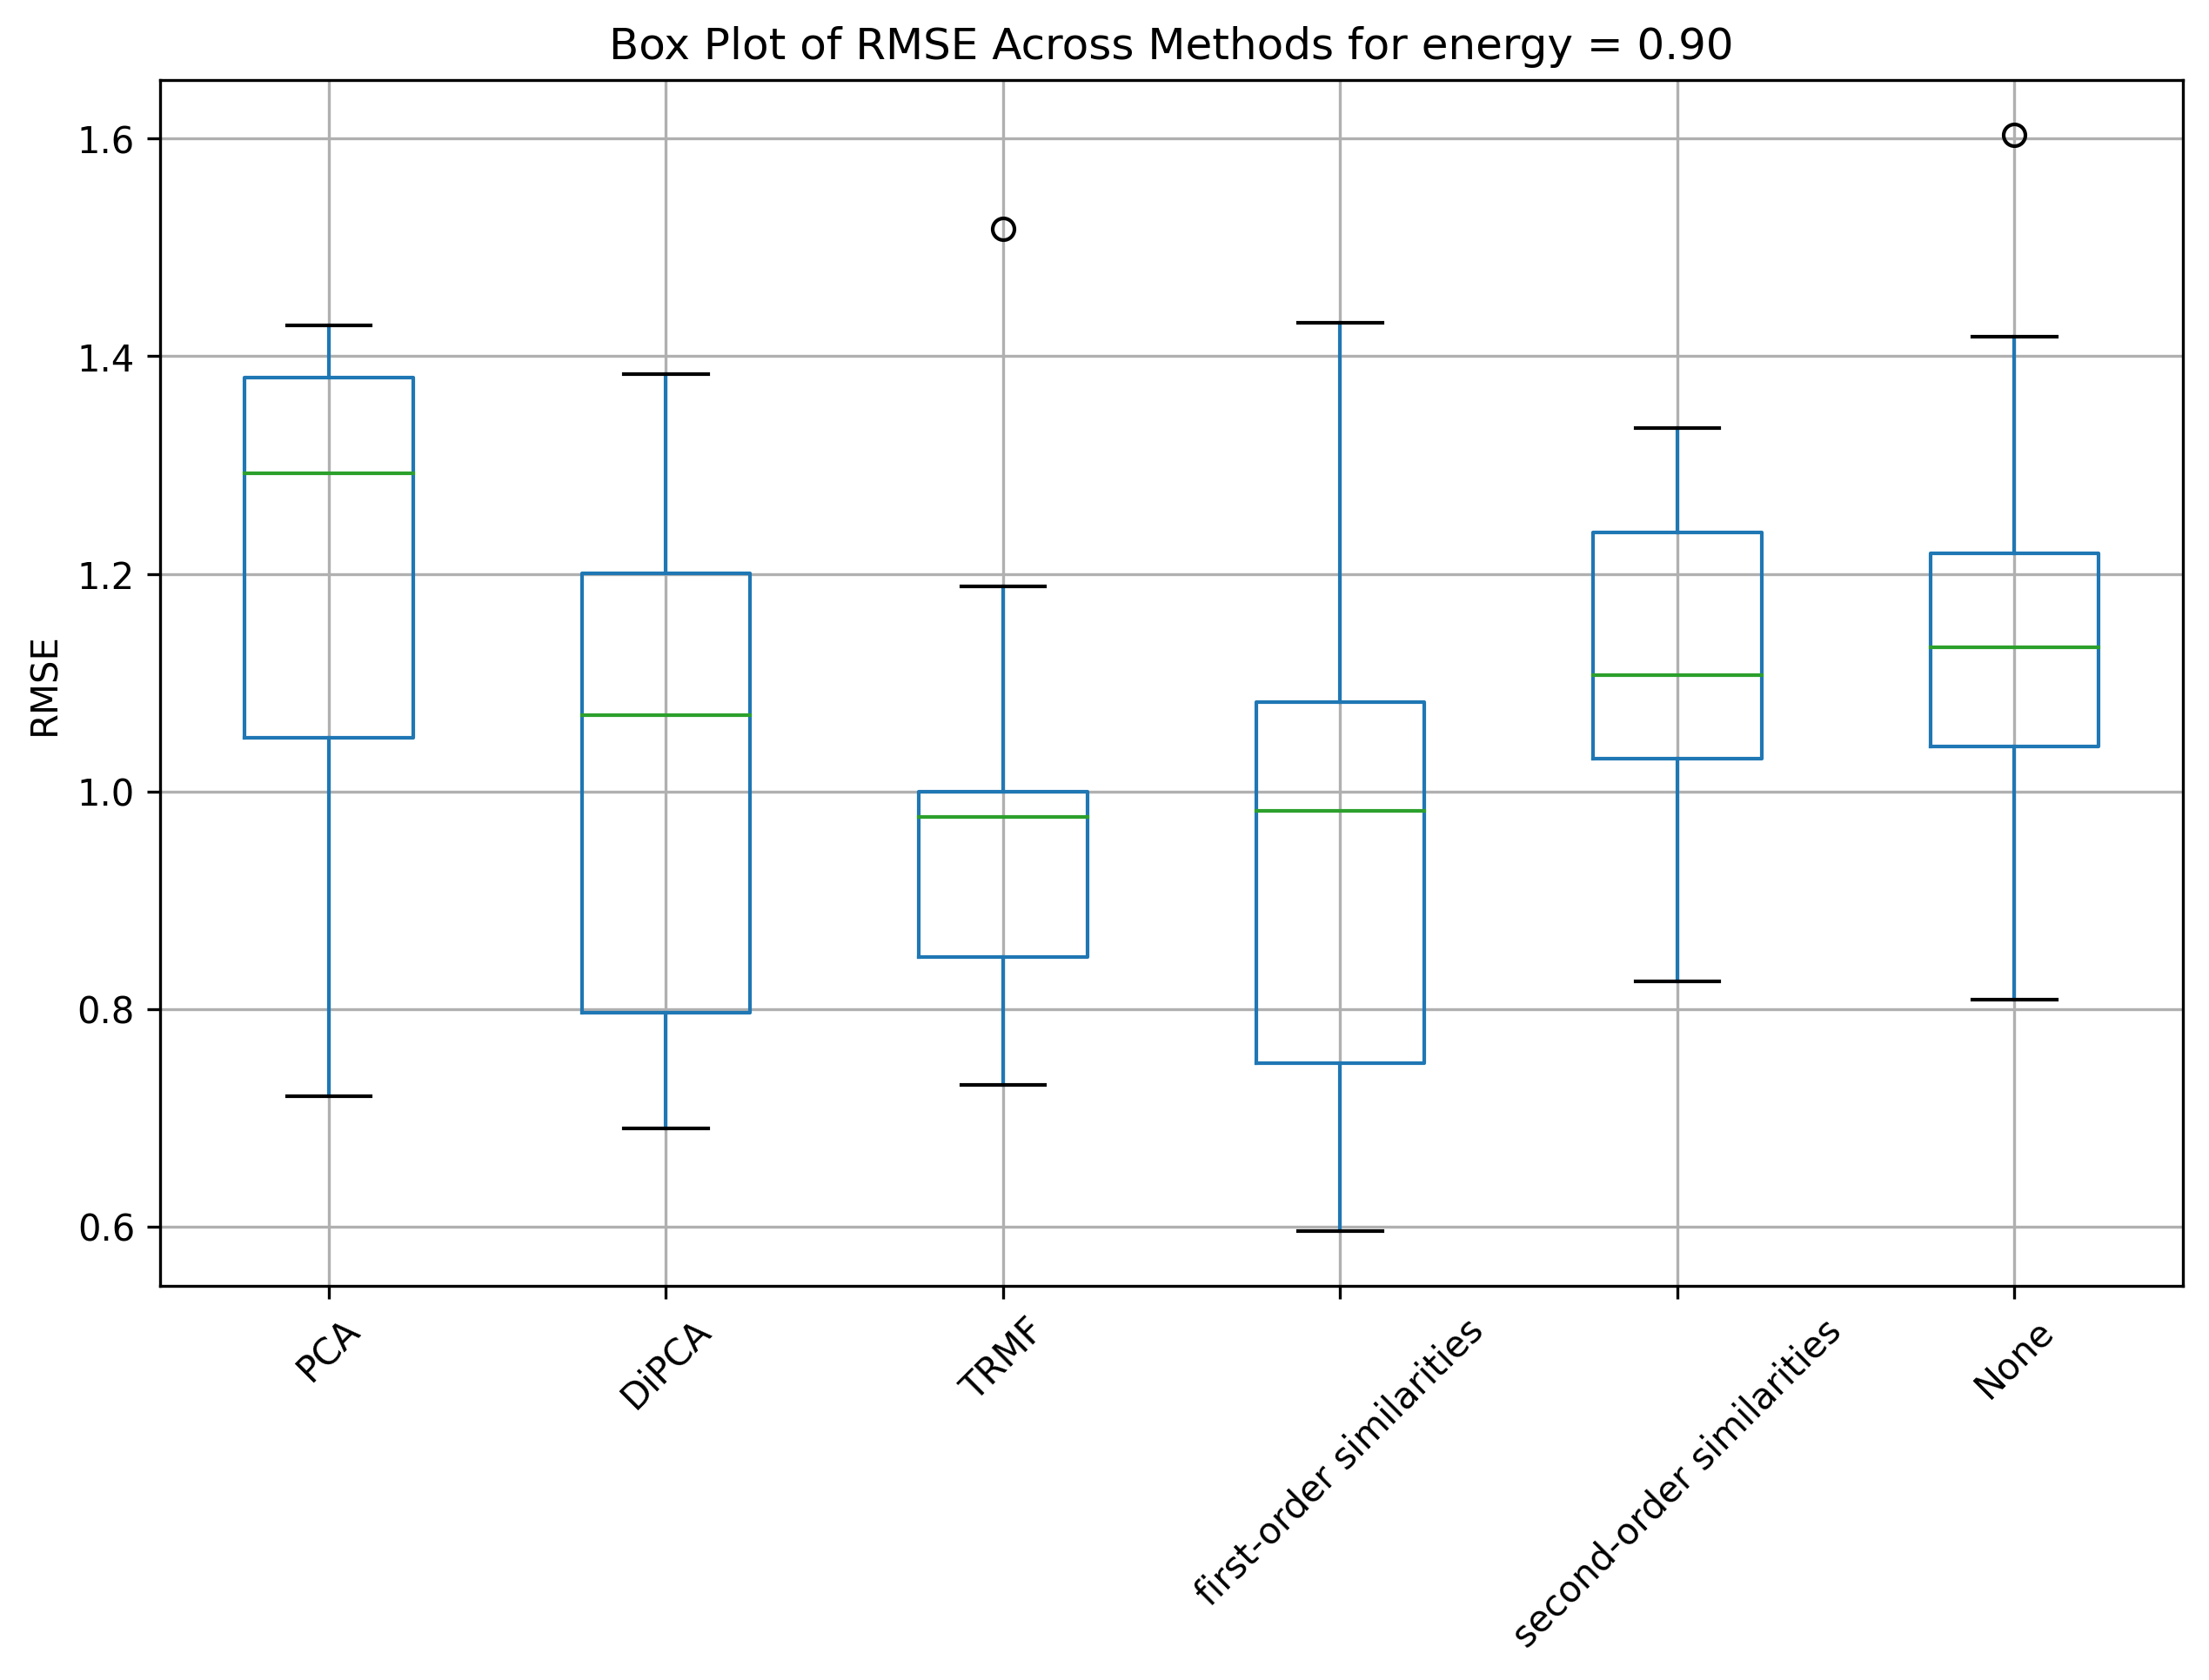 Box Plot of RMSE Across Methods for energy = 0.90
1.6
1.4
1.2
1.0
0.8
0.6
RMSE
PCA
DiPCA
TRMF
first-order similarities
second-order similarities
None